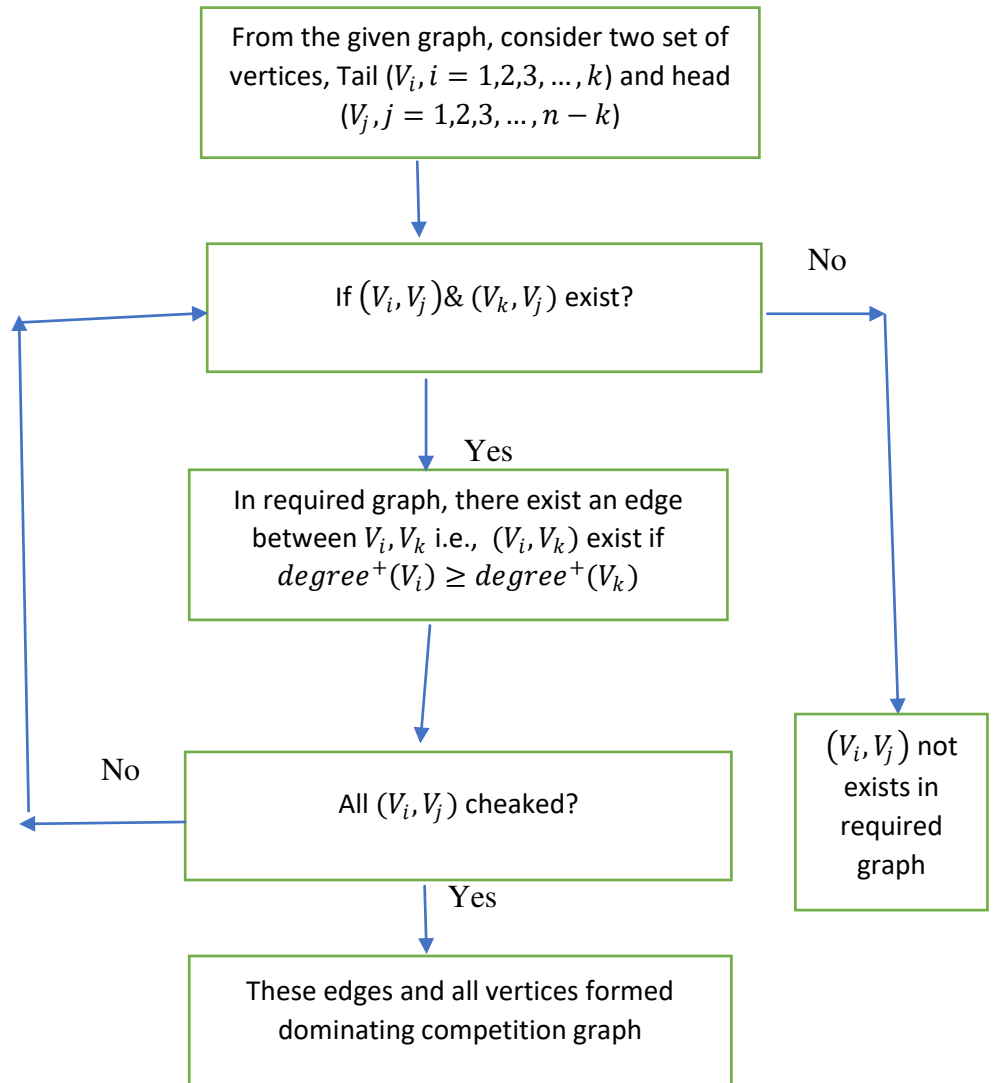 From the given graph, consider two set of
vertices, Tail (V_i, i = 1,2,3, … , k) and head
(V_j, j = 1,2,3, … , n − k)
No
If (V_i, V_j)& (V_k, V_j) exist?
Yes
In required graph, there exist an edge
between V_i, V_k i.e., (V_i, V_k) exist if
degree⁺(V_i) ≥ degree⁺(V_k)
(V_i, V_j) not
exists in
required
graph
No
All (V_i, V_j) cheaked?
Yes
These edges and all vertices formed
dominating competition graph